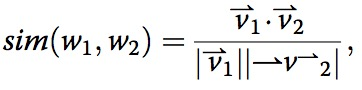 sim(w₁, w₂) = (ν⃗₁·ν⃗₂) / (|ν⃗₁||⇀ν⇀₂|),